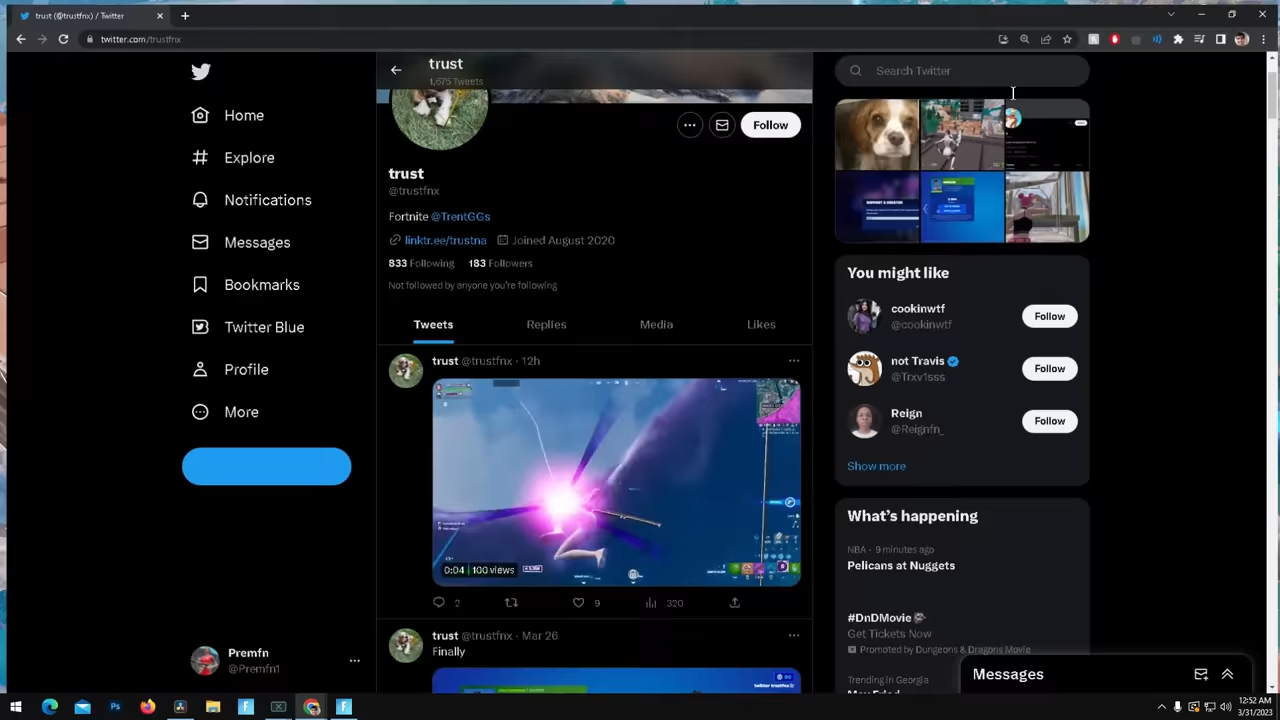 trust (@trustfnx) / Twitter
twitter.com/trustfnx
Home
Explore
Notifications
Messages
Bookmarks
Twitter Blue
Profile
More
Premfn
@Premfn1
trust
1,675 Tweets
Follow
trust
@trustfnx
Fortnite @TrentGGs
linktr.ee/trustna Joined August 2020
833 Following 183 Followers
Not followed by anyone you're following
Tweets Replies Media Likes
trust @trustfnx · 12h
0:04 100 views
2 9 320
trust @trustfnx · Mar 26
Finally
Search Twitter
SUPPORT A CREATOR
You might like
cookinwtf
@cookinwtf
Follow
not Travis
@Trxv1sss
Follow
Reign
@Reignfn_
Follow
Show more
What's happening
NBA · 9 minutes ago
Pelicans at Nuggets
#DnDMovie
Get Tickets Now
Promoted by Dungeons & Dragons Movie
Trending in Georgia
Messages
12:52 AM
3/31/2023